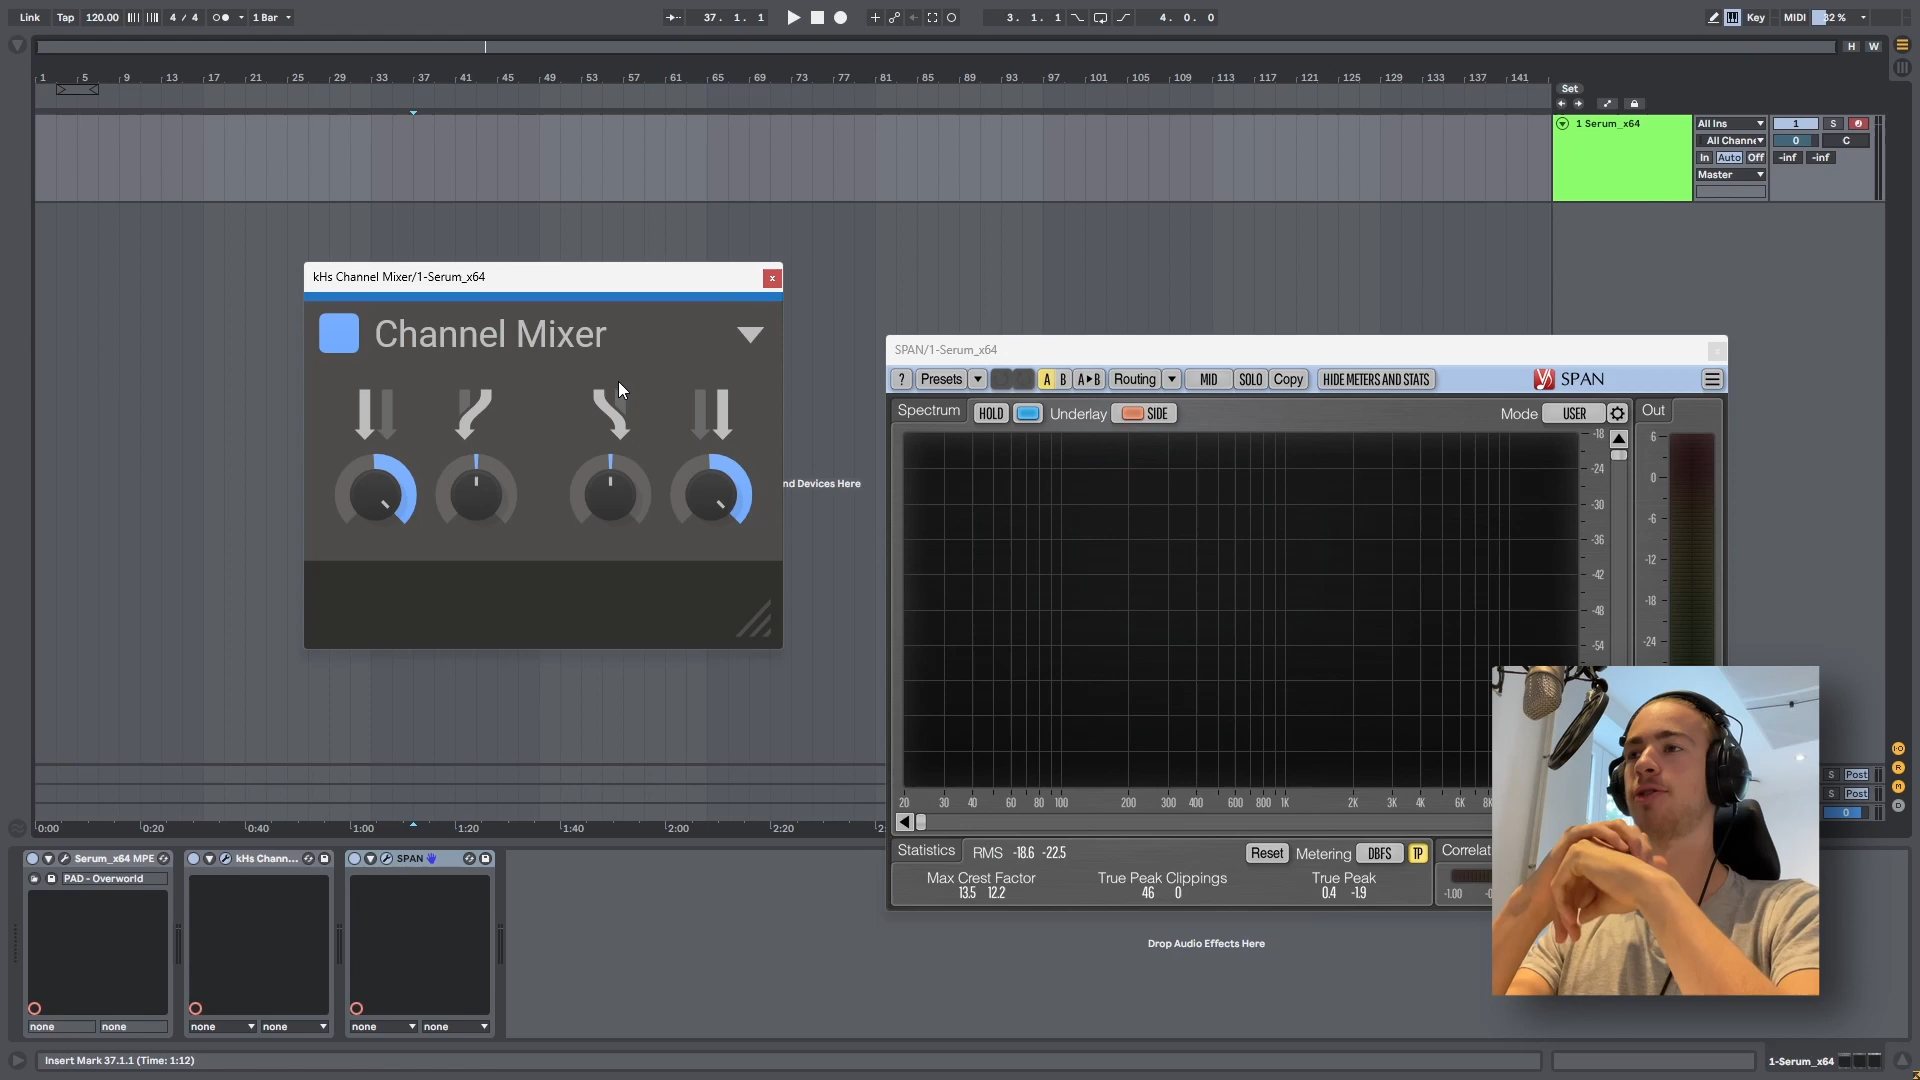 Link Tap 120.00 4 / 4 1 Bar 37. 1. 1 3. 1. 1 4. 0. 0 Key MIDI 32 %
H W
1 5 9 13 17 21 25 29 33 37 41 45 49 53 57 61 65 69 73 77 81 85 89 93 97 101 105 109 113 117 121 125 129 133 137 141
Set
1 Serum_x64 All Ins 1 S
All Channe 0 C
In Auto Off -inf -inf
Master
kHs Channel Mixer/1-Serum_x64 x
Channel Mixer
nd Devices Here
SPAN/1-Serum_x64 x
? Presets A B A▸B Routing MID SOLO Copy HIDE METERS AND STATS SPAN
Spectrum HOLD Underlay SIDE Mode USER Out
-18
-24
-30
-36
-42
-48
-54
6
0
-6
-12
-18
-24
20 30 40 60 80 100 200 300 400 600 800 1K 2K 3K 4K 6K 8K
Statistics RMS -18.6 -22.5 Reset Metering DBFS TP Correlat
Max Crest Factor True Peak Clippings True Peak
13.5 12.2 46 0 0.4 -1.9 -1.00
S Post
S Post
0
I·O
R
M
D
0:00 0:20 0:40 1:00 1:20 1:40 2:00 2:20
Serum_x64 MPE kHs Chann... SPAN
PAD - Overworld
Drop Audio Effects Here
none none none none none none
Insert Mark 37.1.1 (Time: 1:12) 1-Serum_x64